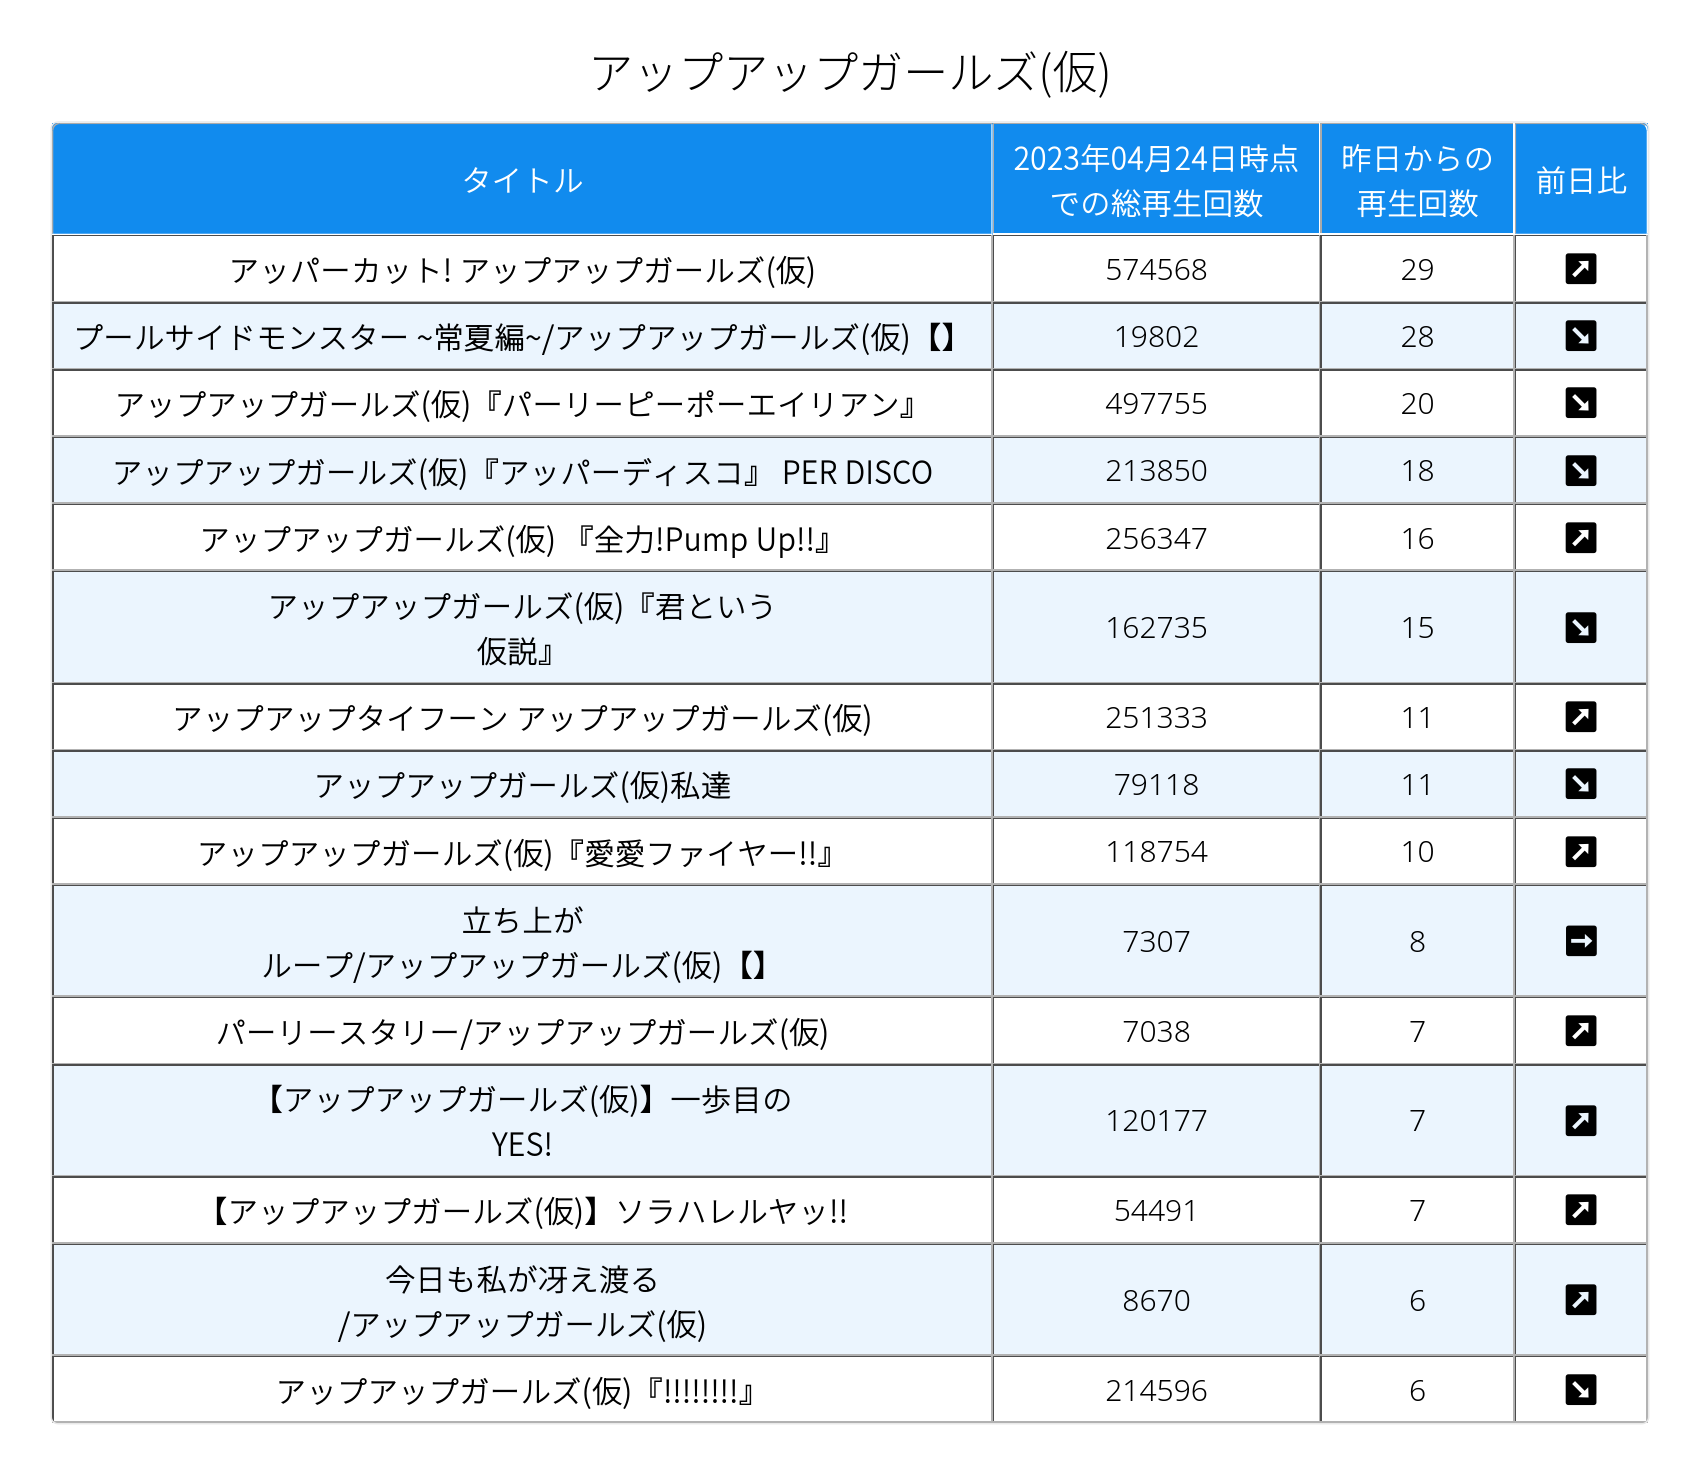 アップアップガールズ(仮)
タイトル
2023年04月24日時点
での総再生回数
昨日からの
再生回数
前日比
アッパーカット! アップアップガールズ(仮)
574568
29
プールサイドモンスター ~常夏編~/アップアップガールズ(仮)【】
19802
28
アップアップガールズ(仮)『パーリーピーポーエイリアン』
497755
20
アップアップガールズ(仮)『アッパーディスコ』 PER DISCO
213850
18
アップアップガールズ(仮) 『全力!Pump Up!!』
256347
16
アップアップガールズ(仮)『君という
仮説』
162735
15
アップアップタイフーン アップアップガールズ(仮)
251333
11
アップアップガールズ(仮)私達
79118
11
アップアップガールズ(仮)『愛愛ファイヤー!!』
118754
10
立ち上が
ループ/アップアップガールズ(仮)【】
7307
8
パーリースタリー/アップアップガールズ(仮)
7038
7
【アップアップガールズ(仮)】一歩目の
YES!
120177
7
【アップアップガールズ(仮)】ソラハレルヤッ!!
54491
7
今日も私が冴え渡る
/アップアップガールズ(仮)
8670
6
アップアップガールズ(仮)『!!!!!!!!』
214596
6